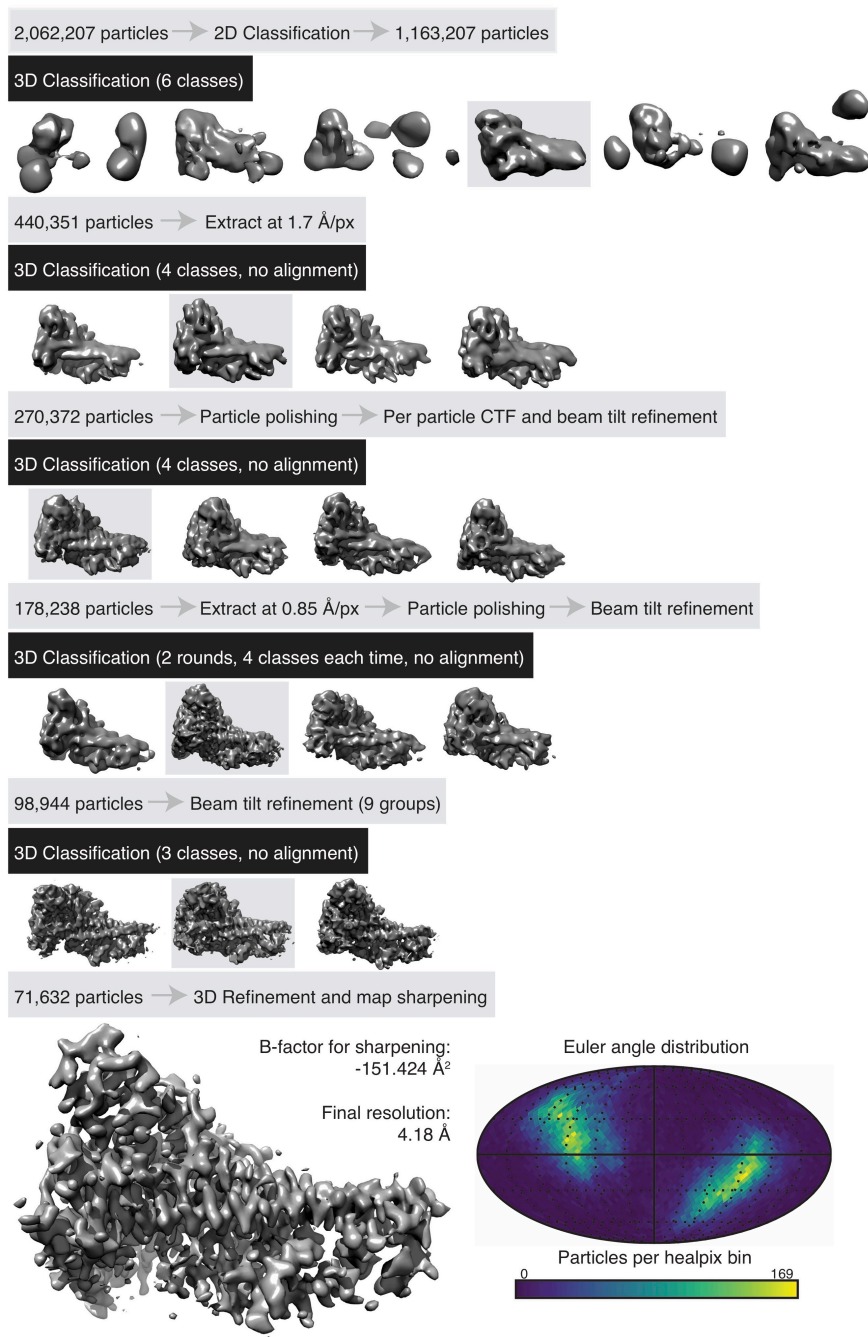 2,062,207 particles → 2D Classification → 1,163,207 particles
3D Classification (6 classes)
440,351 particles → Extract at 1.7 Å/px
3D Classification (4 classes, no alignment)
270,372 particles → Particle polishing → Per particle CTF and beam tilt refinement
3D Classification (4 classes, no alignment)
178,238 particles → Extract at 0.85 Å/px → Particle polishing → Beam tilt refinement
3D Classification (2 rounds, 4 classes each time, no alignment)
98,944 particles → Beam tilt refinement (9 groups)
3D Classification (3 classes, no alignment)
71,632 particles → 3D Refinement and map sharpening
B-factor for sharpening:
-151.424 Å²
Final resolution:
4.18 Å
Euler angle distribution
Particles per healpix bin
0 169